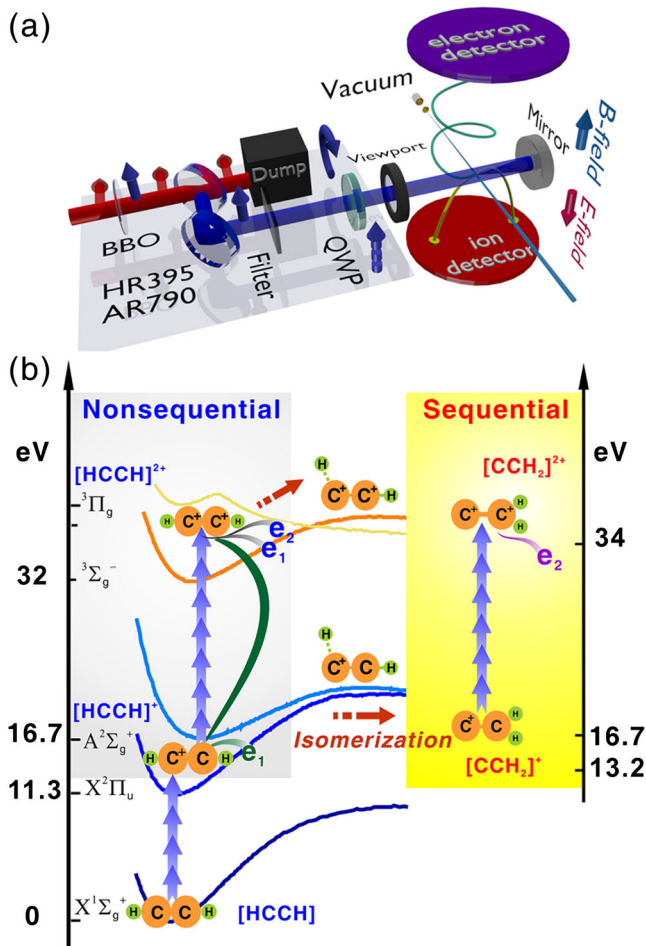 (a)
electron
detector
Vacuum
Mirror
B-field
E-field
Viewport
Dump
BBO
HR395
AR790
Filter
QWP
ion
detector
(b)
Nonsequential
Sequential
eV
eV
[HCCH]²⁺
³Πg
H
C⁺ C⁺
H
H C⁺ C⁺ H
e₂
e₁
[CCH₂]²⁺
C⁺ C⁺
H
H
e₂
34
³Σg⁻
32
H
C⁺ C H
[HCCH]⁺
16.7
A²Σg⁺
H C⁺ C H
e₁
Isomerization
C⁺ C
H
H
16.7
[CCH₂]⁺
13.2
X²Πu
11.3
X¹Σg⁺
H C C H
[HCCH]
0